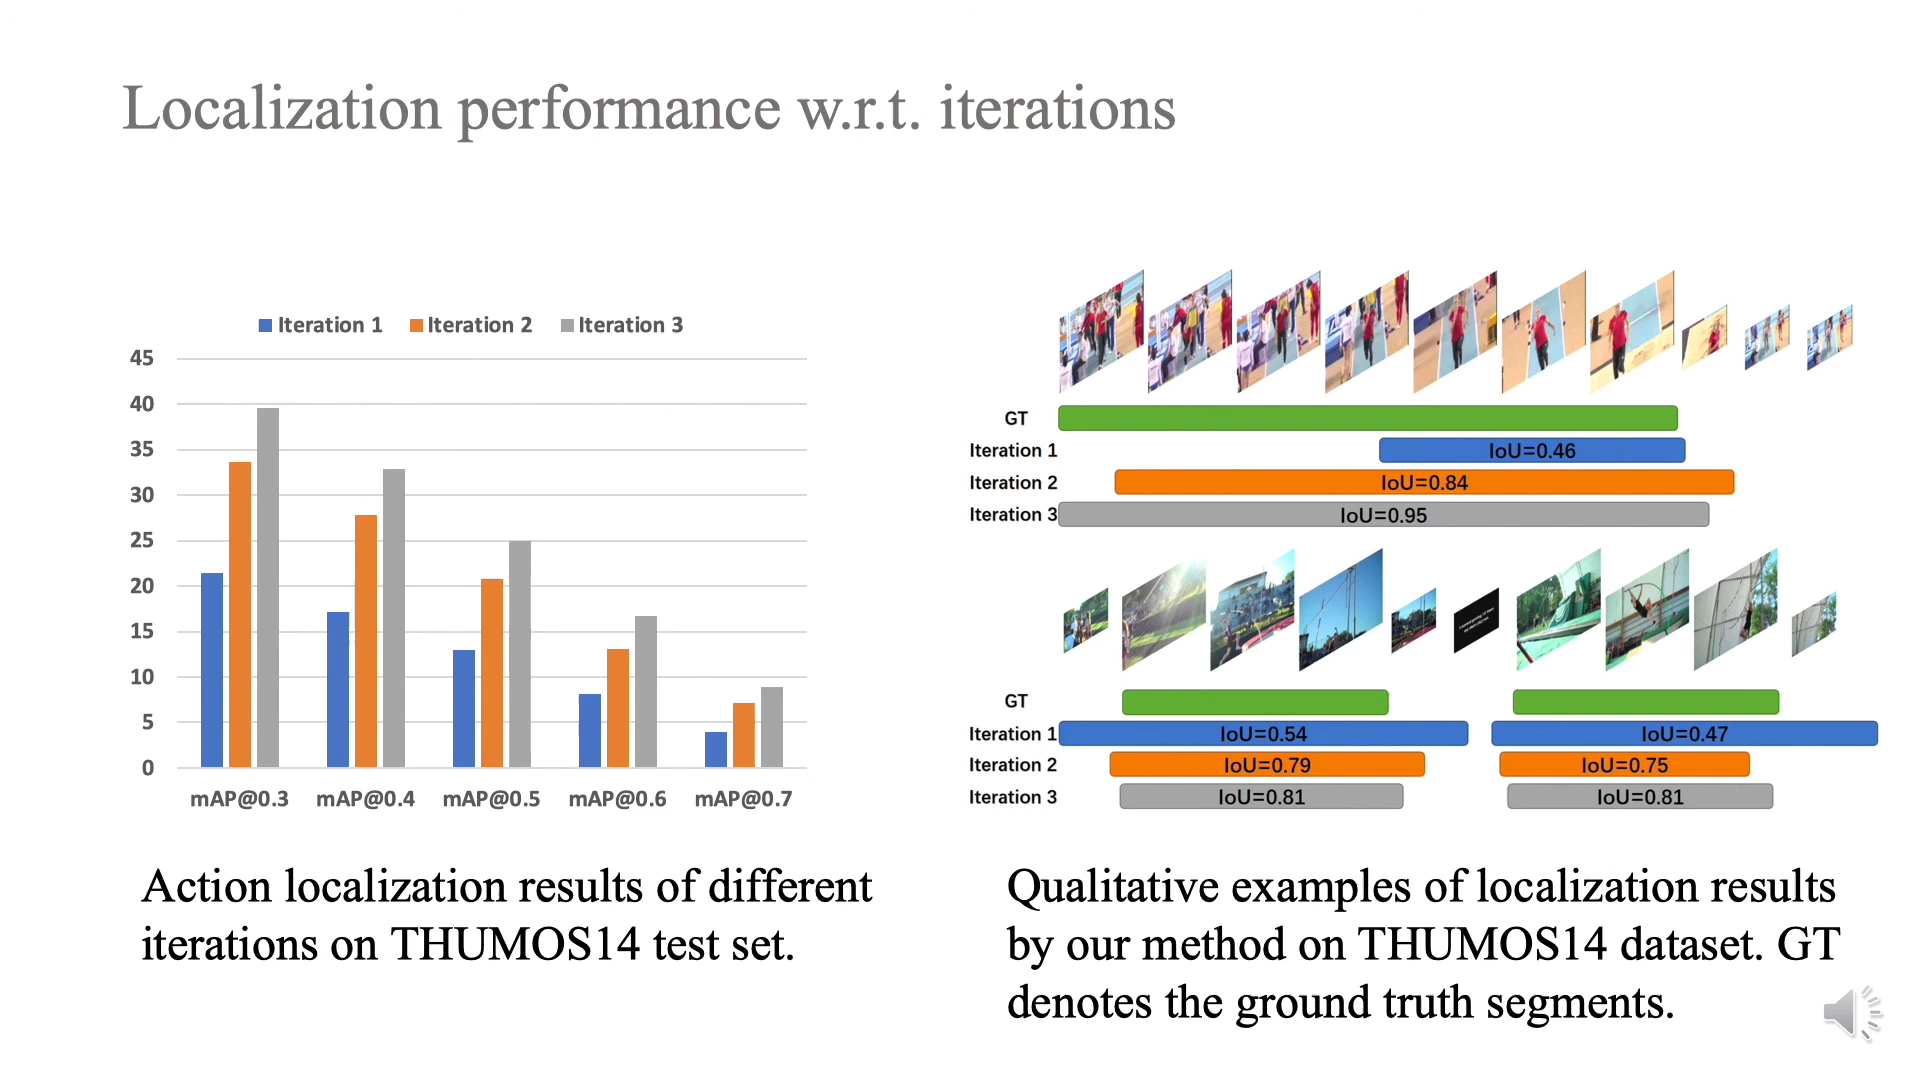 Localization performance w.r.t. iterations
Iteration 1 Iteration 2 Iteration 3
45
40
35
30
25
20
15
10
5
0
mAP@0.3 mAP@0.4 mAP@0.5 mAP@0.6 mAP@0.7
Action localization results of different
iterations on THUMOS14 test set.
GT
Iteration 1 IoU=0.46
Iteration 2 IoU=0.84
Iteration 3 IoU=0.95
GT
Iteration 1 IoU=0.54 IoU=0.47
Iteration 2 IoU=0.79 IoU=0.75
Iteration 3 IoU=0.81 IoU=0.81
Qualitative examples of localization results
by our method on THUMOS14 dataset. GT
denotes the ground truth segments.